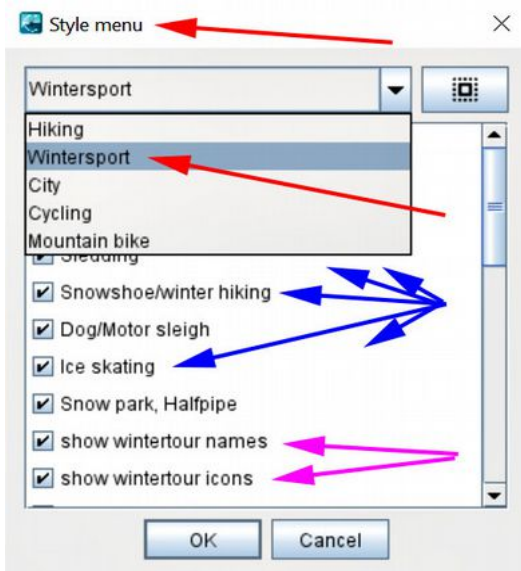 Style menu
Wintersport
Hiking
Wintersport
City
Cycling
Mountain bike
Sledding
Snowshoe/winter hiking
Dog/Motor sleigh
Ice skating
Snow park, Halfpipe
show wintertour names
show wintertour icons
OK Cancel